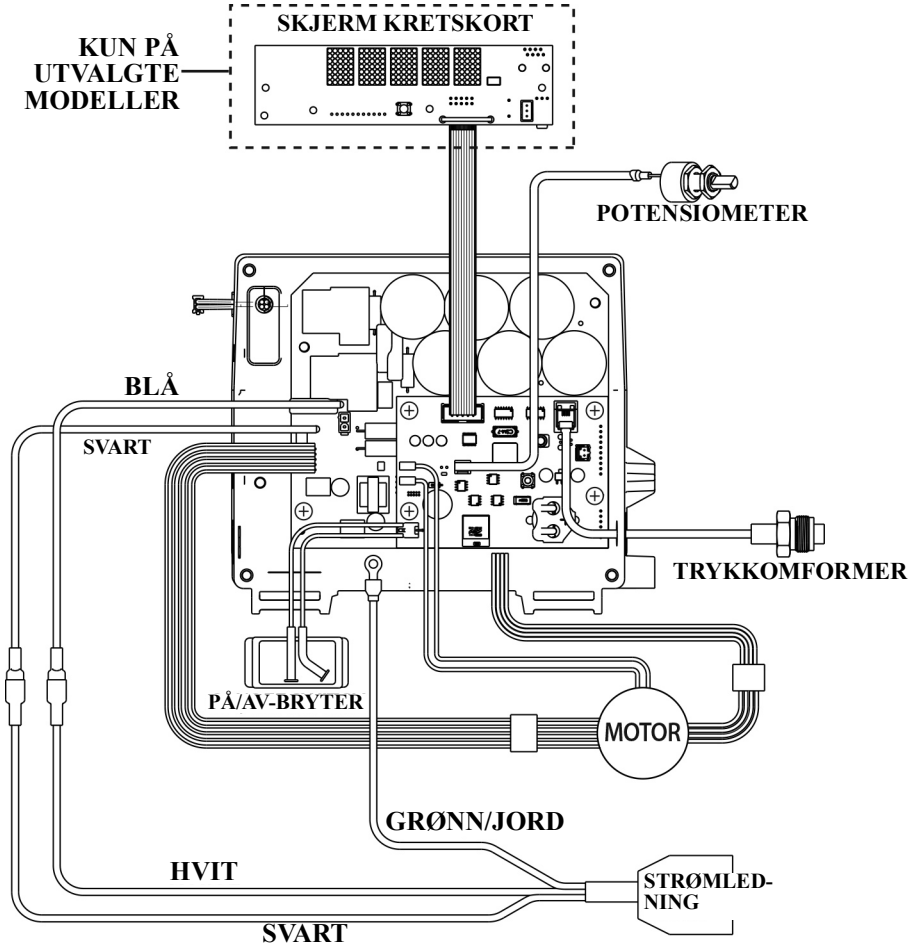 SKJERM KRETSKORT
KUN PÅ
UTVALGTE
MODELLER
POTENSIOMETER
BLÅ
SVART
TRYKKOMFORMER
PÅ/AV-BRYTER
MOTOR
GRØNN/JORD
HVIT
STRØMLED-
NING
SVART